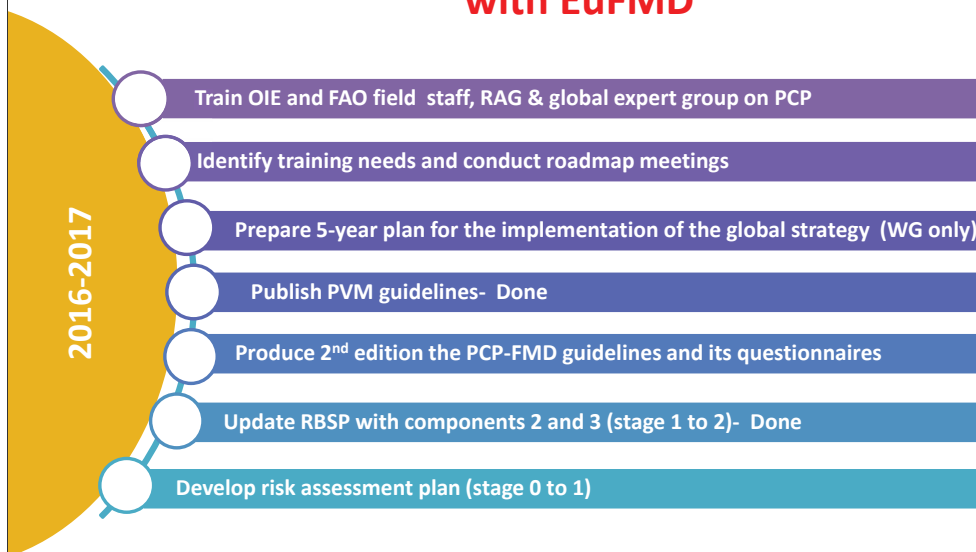 with EuFMD
Train OIE and FAO field staff, RAG & global expert group on PCP
Identify training needs and conduct roadmap meetings
Prepare 5-year plan for the implementation of the global strategy (WG only)
2016-2017
Publish PVM guidelines- Done
Produce 2nd edition the PCP-FMD guidelines and its questionnaires
Update RBSP with components 2 and 3 (stage 1 to 2)- Done
Develop risk assessment plan (stage 0 to 1)